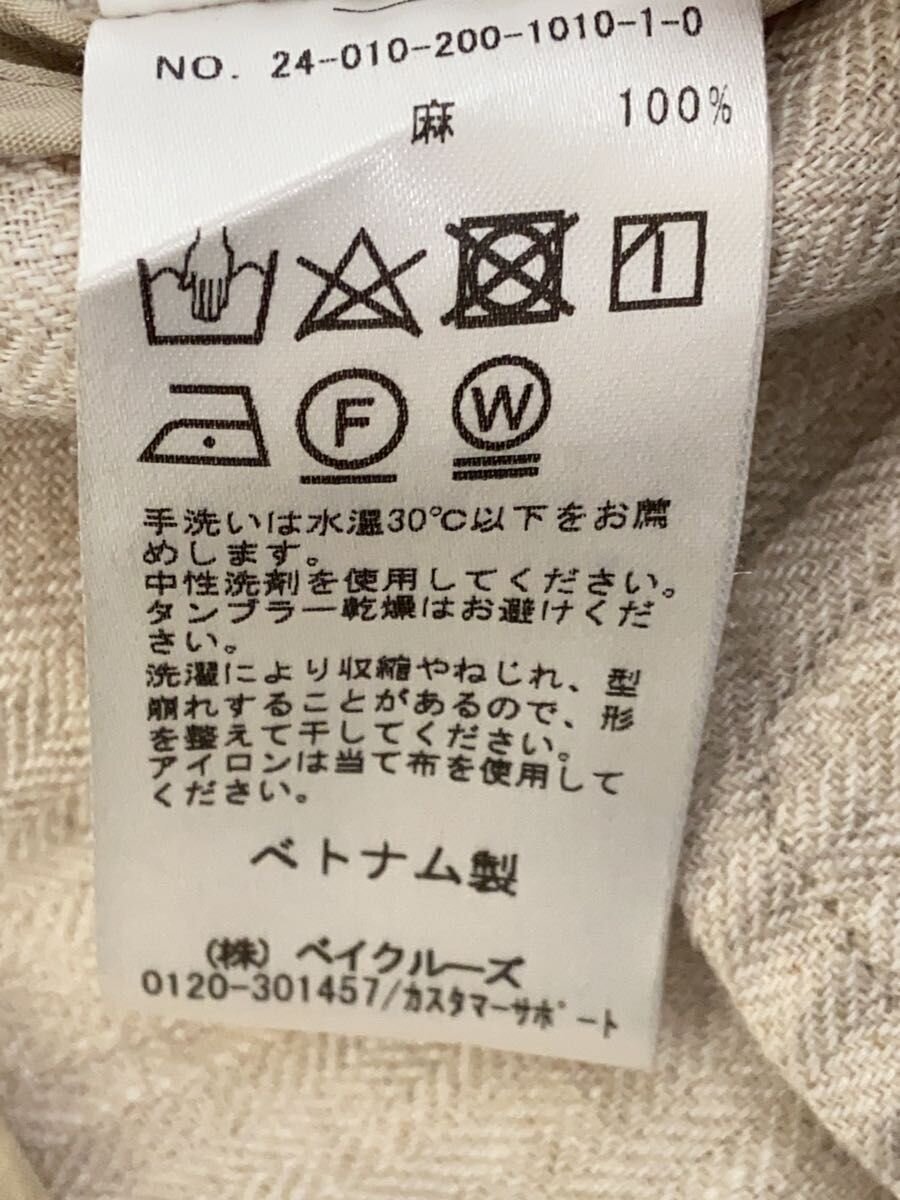 NO. 24-010-200-1010-1-0
麻 100%
F W
手洗いは水温30℃以下をお薦
めします。
中性洗剤を使用してください。
タンブラー乾燥はお避けくだ
さい。
洗濯により収縮やねじれ、型
崩れすることがあるので、形
を整えて干してください。
アイロンは当て布を使用して
ください。
ベトナム製
(株) ベイクルーズ
0120-301457/カスタマーサポート